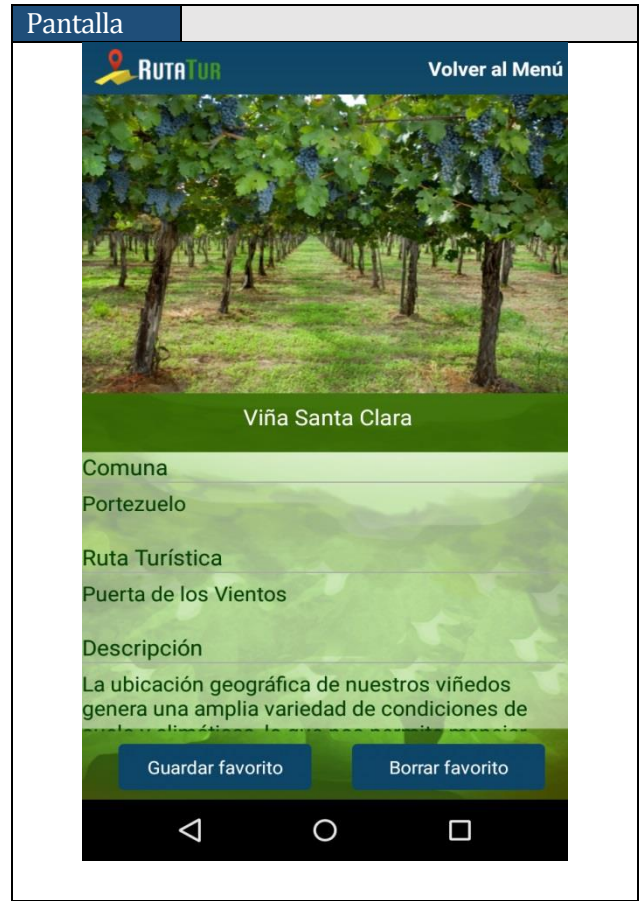 Pantalla
RUTATUR
Volver al Menú
Viña Santa Clara
Comuna
Portezuelo
Ruta Turística
Puerta de los Vientos
Descripción
La ubicación geográfica de nuestros viñedos
genera una amplia variedad de condiciones de
Guardar favorito
Borrar favorito